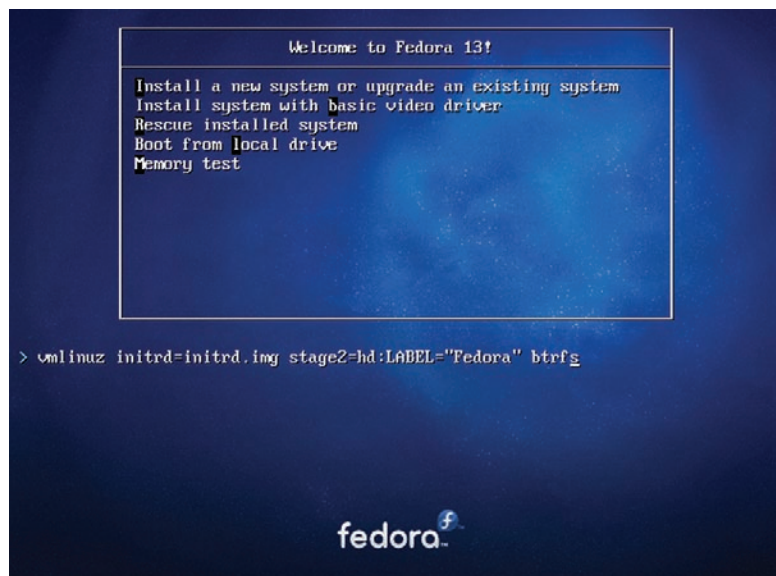 Welcome to Fedora 13!
Install a new system or upgrade an existing system
Install system with basic video driver
Rescue installed system
Boot from local drive
Memory test
> vmlinuz initrd=initrd.img stage2=hd:LABEL="Fedora" btrfs
fedora™